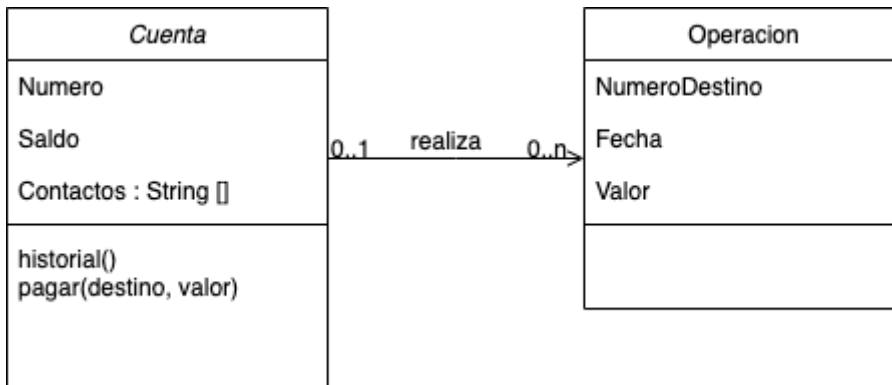 Cuenta
Numero
Saldo
Contactos : String []
historial()
pagar(destino, valor)
0..1
realiza
0..n
Operacion
NumeroDestino
Fecha
Valor